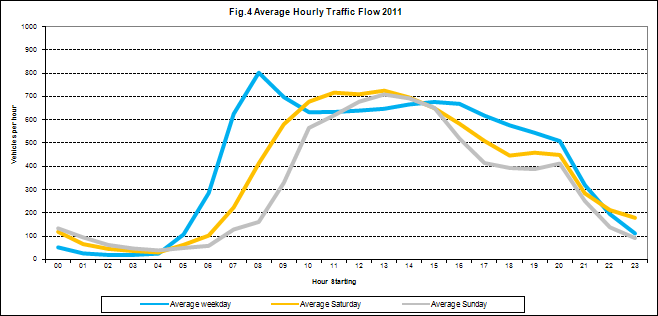 Fig.4 Average Hourly Traffic Flow 2011
1000
900
800
700
600
500
400
300
200
100
0
Vehicles per hour
00 01 02 03 04 05 06 07 08 09 10 11 12 13 14 15 16 17 18 19 20 21 22 23
Hour Starting
Average weekday Average Saturday Average Sunday